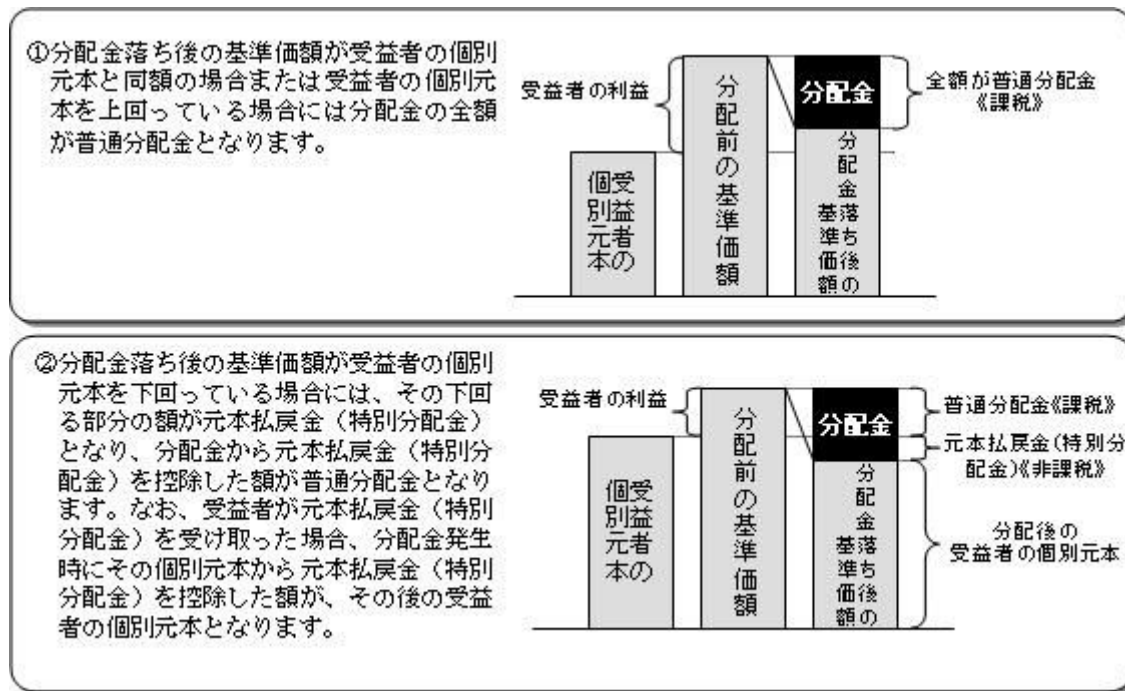 ①分配金落ち後の基準価額が受益者の個別
元本と同額の場合または受益者の個別元
本を上回っている場合には分配金の全額
が普通分配金となります。
受益者の利益
受益者の
個別元本
分配前の基準価額
分配金
分配金落ち後の
基準価額
全額が普通分配金
《課税》
②分配金落ち後の基準価額が受益者の個別
元本を下回っている場合には、その下回
る部分の額が元本払戻金（特別分配金）
となり、分配金から元本払戻金（特別分
配金）を控除した額が普通分配金となり
ます。なお、受益者が元本払戻金（特別
分配金）を受け取った場合、分配金発生
時にその個別元本から元本払戻金（特別
分配金）を控除した額が、その後の受益
者の個別元本となります。
受益者の利益
受益者の
個別元本
分配前の基準価額
分配金
分配金落ち後の
基準価額
普通分配金《課税》
元本払戻金（特別分
配金）《非課税》
分配後の
受益者の個別元本